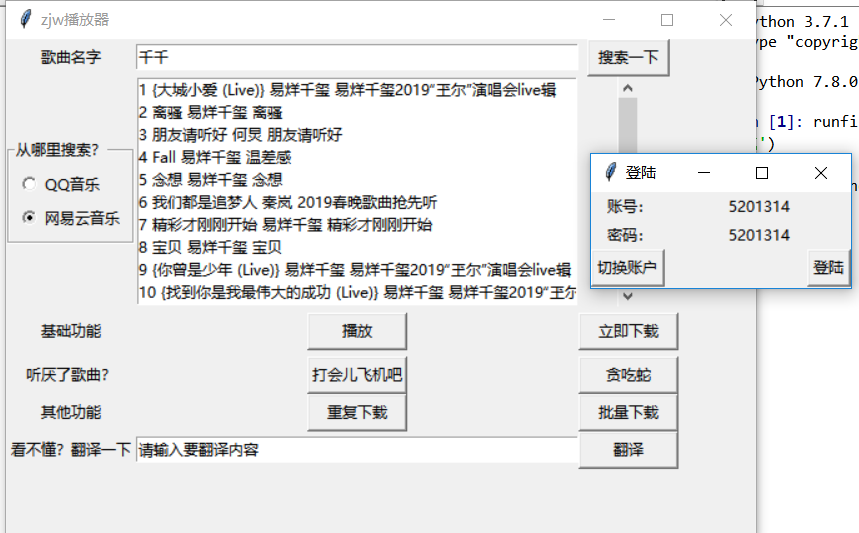 zjw播放器
歌曲名字
千千
搜索一下
1 {大城小爱 (Live)} 易烊千玺 易烊千玺2019“玊尔”演唱会live辑
2 离骚 易烊千玺 离骚
3 朋友请听好 何炅 朋友请听好
4 Fall 易烊千玺 温差感
5 念想 易烊千玺 念想
6 我们都是追梦人 秦岚 2019春晚歌曲抢先听
7 精彩才刚刚开始 易烊千玺 精彩才刚刚开始
8 宝贝 易烊千玺 宝贝
9 {你曾是少年 (Live)} 易烊千玺 易烊千玺2019“玊尔”演唱会live辑
10 {找到你是我最伟大的成功 (Live)} 易烊千玺 易烊千玺2019“玊尔
从哪里搜索?
QQ音乐
网易云音乐
基础功能
播放
立即下载
听厌了歌曲?
打会儿飞机吧
贪吃蛇
其他功能
重复下载
批量下载
看不懂? 翻译一下
请输入要翻译内容
翻译
登陆
账号:
5201314
密码:
5201314
切换账户
登陆
ython 3.7.1
ype "copyrig
Python 7.8.0
[1]: runfi
')